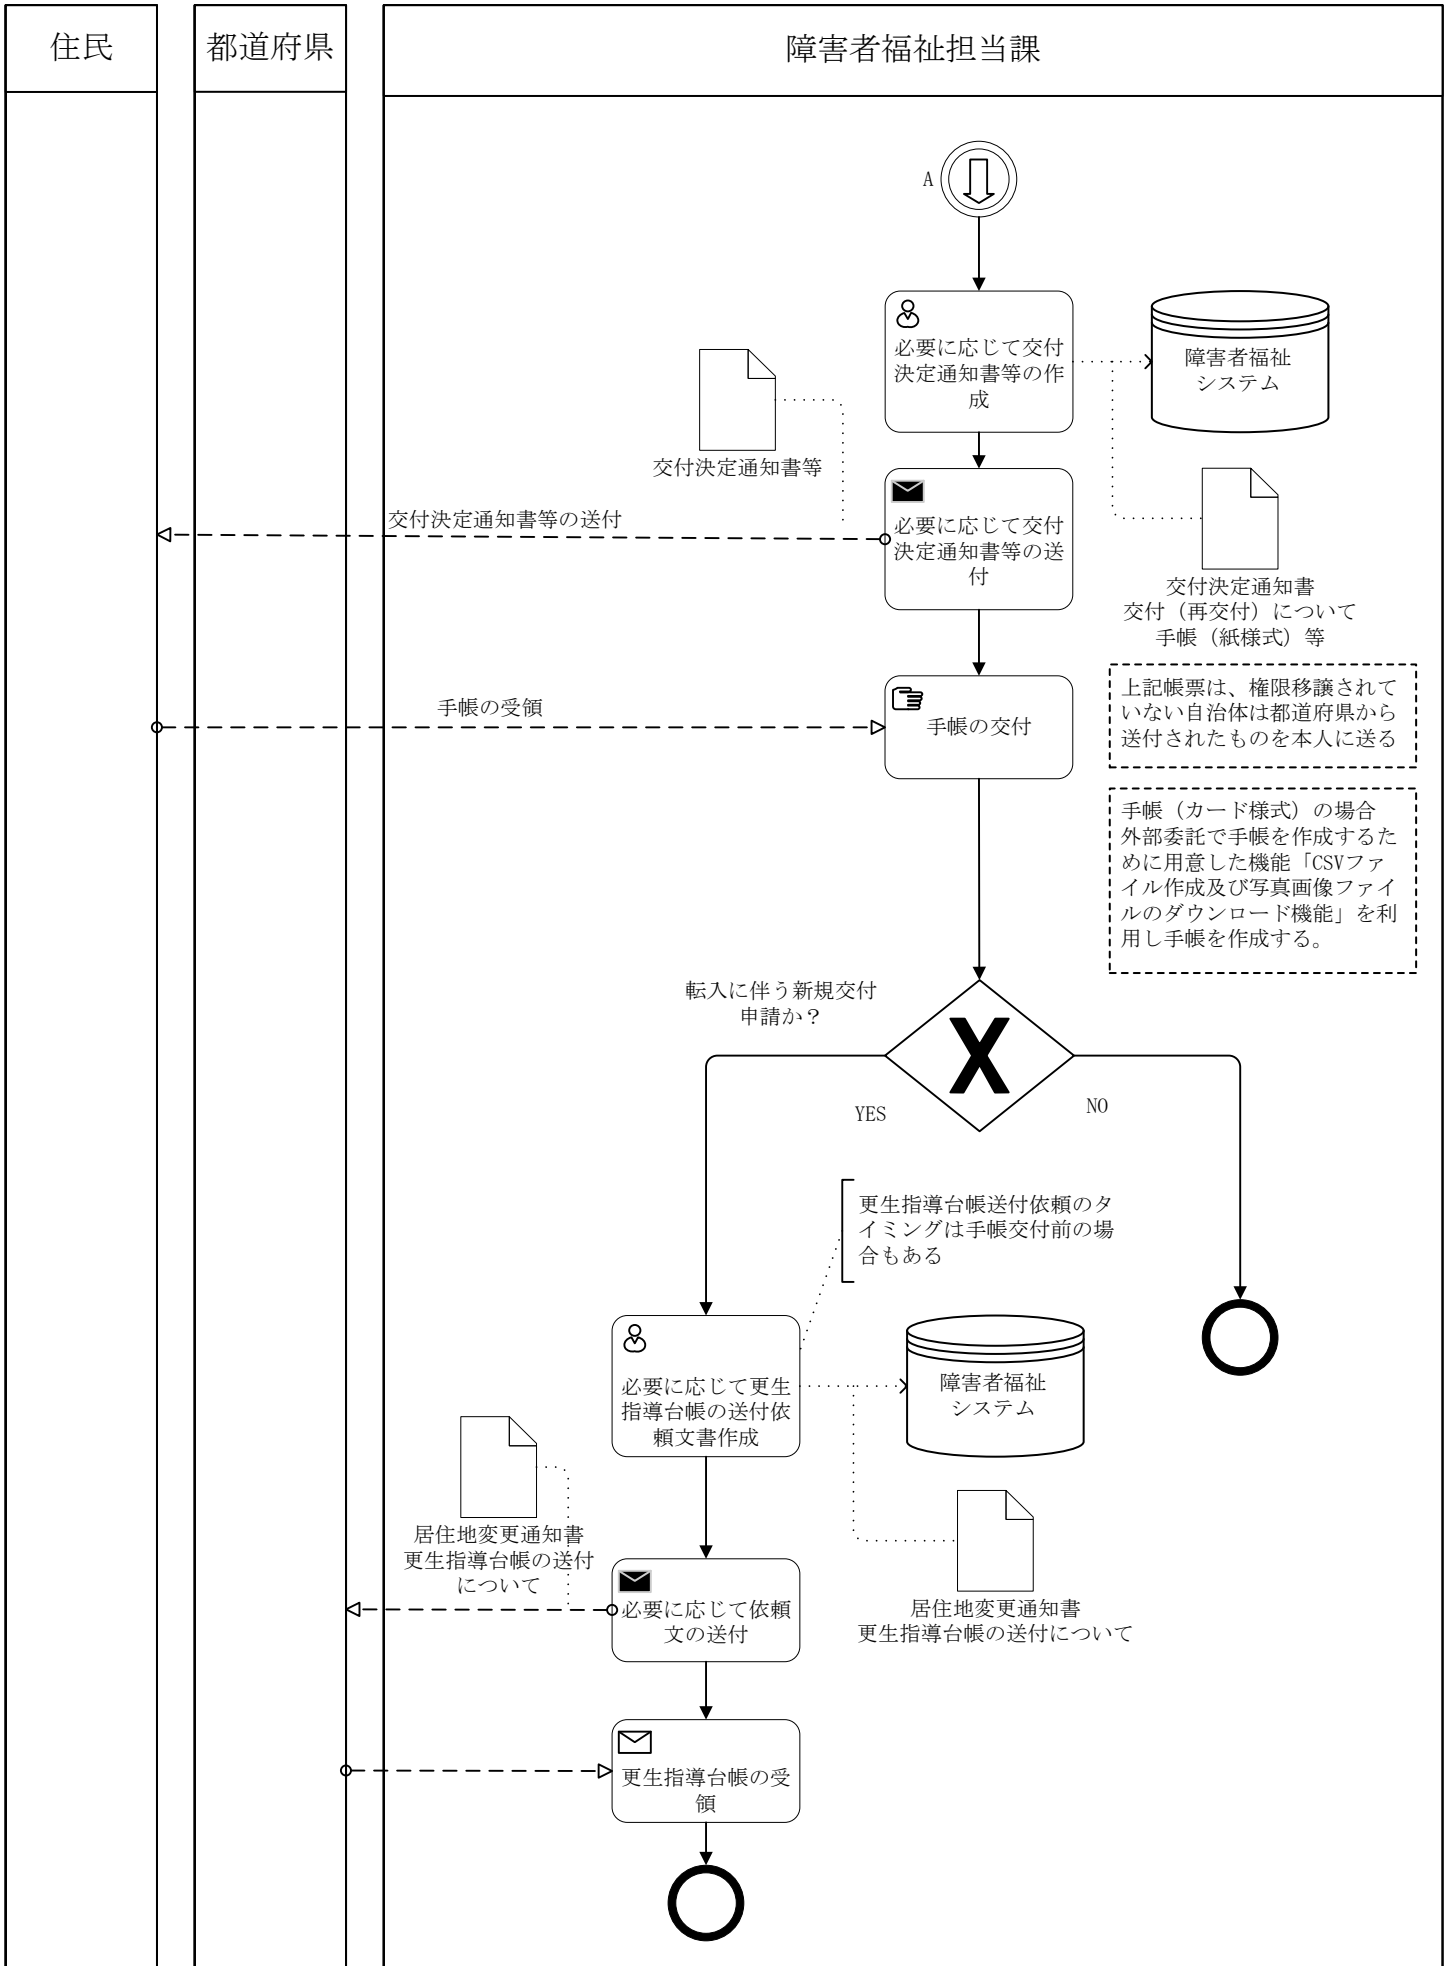 住民
都道府県
障害者福祉担当課
A
必要に応じて交付
決定通知書等の作
成
障害者福祉
システム
交付決定通知書等
交付決定通知書等の送付
必要に応じて交付
決定通知書等の送
付
交付決定通知書
交付（再交付）について
手帳（紙様式）等
上記帳票は、権限移譲されて
いない自治体は都道府県から
送付されたものを本人に送る
手帳の受領
手帳の交付
手帳（カード様式）の場合
外部委託で手帳を作成するた
めに用意した機能「CSVファ
イル作成及び写真画像ファイ
ルのダウンロード機能」を利
用し手帳を作成する。
転入に伴う新規交付
申請か？
YES
NO
更生指導台帳送付依頼のタ
イミングは手帳交付前の場
合もある
必要に応じて更生
指導台帳の送付依
頼文書作成
障害者福祉
システム
居住地変更通知書
更生指導台帳の送付
について
必要に応じて依頼
文の送付
居住地変更通知書
更生指導台帳の送付について
更生指導台帳の受
領